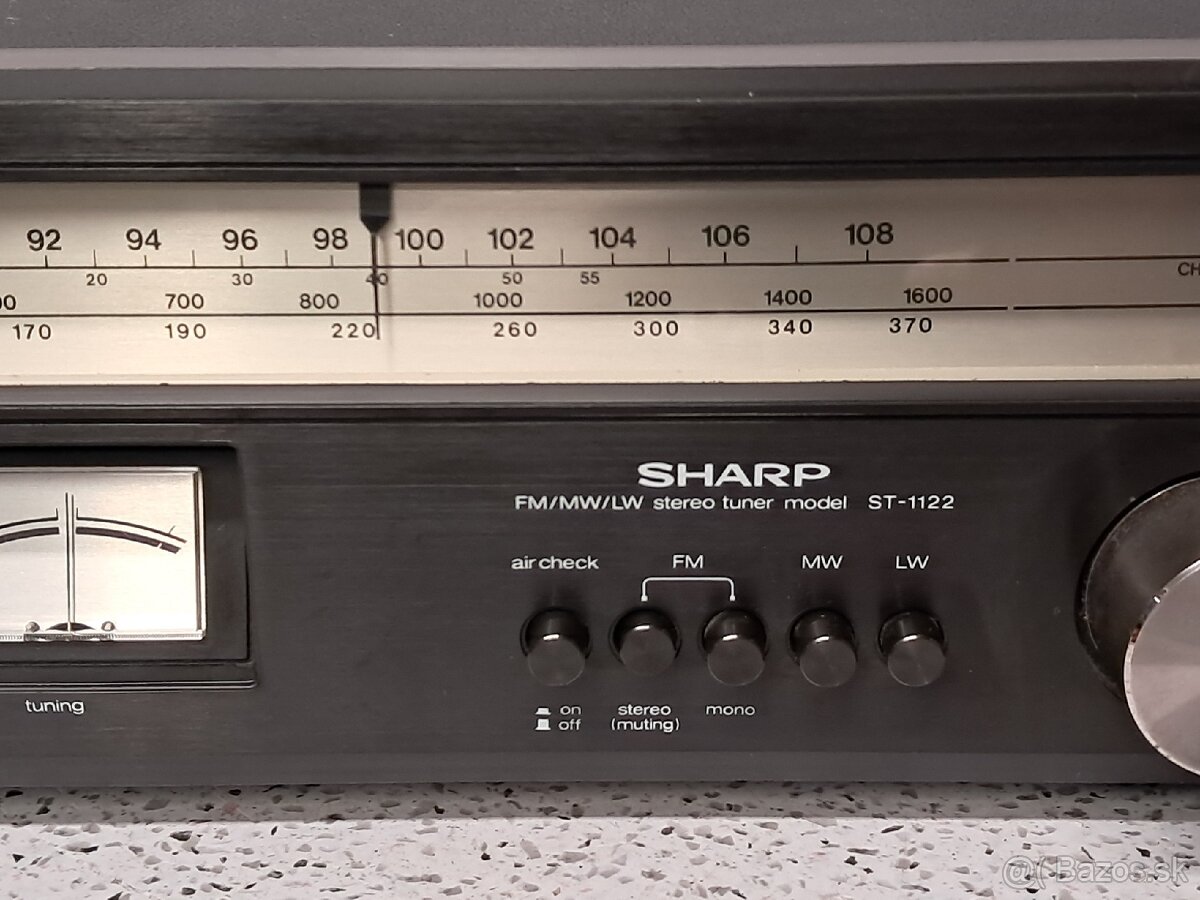 92 94 96 98 100 102 104 106 108
20 30 40 50 55 CH
00 700 800 1000 1200 1400 1600
170 190 220 260 300 340 370
SHARP
FM/MW/LW stereo tuner model ST-1122
air check FM MW LW
tuning
on stereo mono
off (muting)
@( Bazos.sk